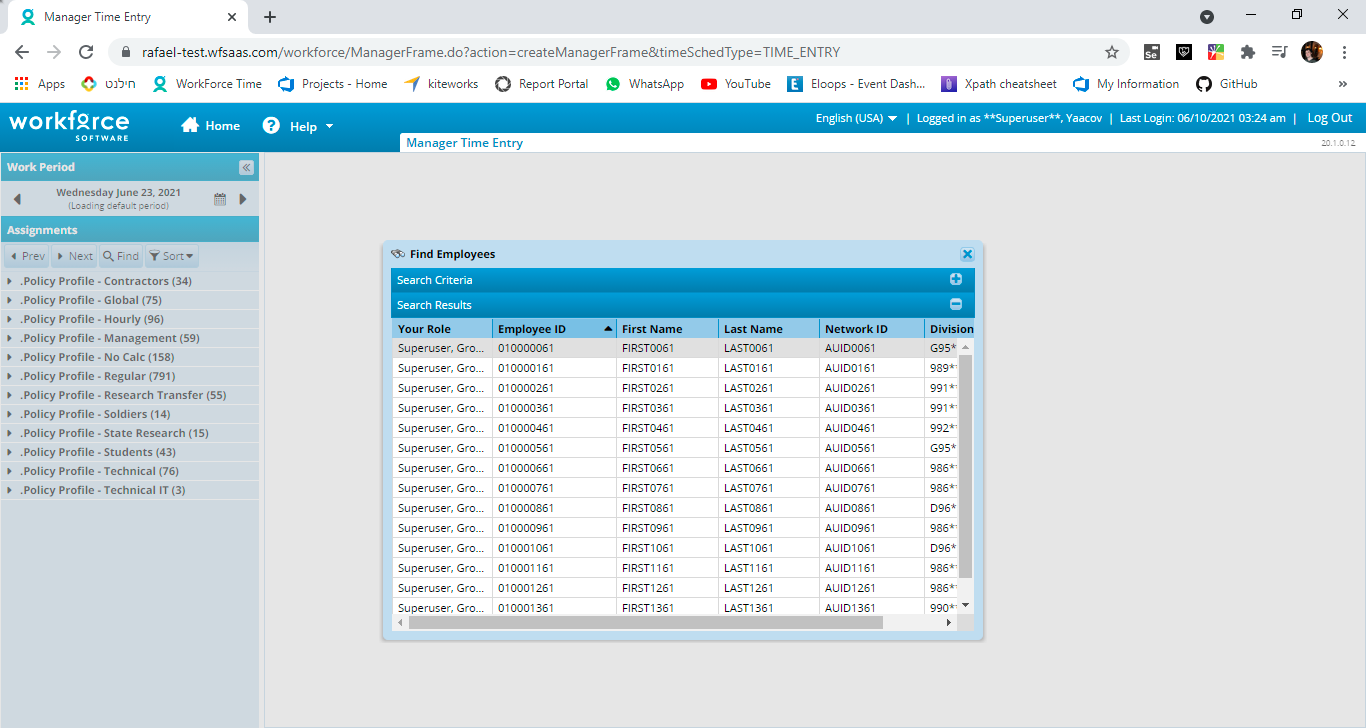 Manager Time Entry
rafael-test.wfsaas.com/workforce/ManagerFrame.do?action=createManagerFrame&timeSchedType=TIME_ENTRY
Se
Apps חילנט WorkForce Time Projects - Home kiteworks Report Portal WhatsApp YouTube Eloops - Event Dash... Xpath cheatsheet My Information GitHub »
workforce SOFTWARE
Home ? Help
English (USA) | Logged in as **Superuser**, Yaacov | Last Login: 06/10/2021 03:24 am | Log Out
Manager Time Entry
20.1.0.12
Work Period
Wednesday June 23, 2021
(Loading default period)
Assignments
Prev Next Find Sort
.Policy Profile - Contractors (34)
.Policy Profile - Global (75)
.Policy Profile - Hourly (96)
.Policy Profile - Management (59)
.Policy Profile - No Calc (158)
.Policy Profile - Regular (791)
.Policy Profile - Research Transfer (55)
.Policy Profile - Soldiers (14)
.Policy Profile - State Research (15)
.Policy Profile - Students (43)
.Policy Profile - Technical (76)
.Policy Profile - Technical IT (3)
Find Employees
Search Criteria
Search Results
Your Role Employee ID First Name Last Name Network ID Division
Superuser, Gro... 010000061 FIRST0061 LAST0061 AUID0061 G95*
Superuser, Gro... 010000161 FIRST0161 LAST0161 AUID0161 989*
Superuser, Gro... 010000261 FIRST0261 LAST0261 AUID0261 991*
Superuser, Gro... 010000361 FIRST0361 LAST0361 AUID0361 991*
Superuser, Gro... 010000461 FIRST0461 LAST0461 AUID0461 992*
Superuser, Gro... 010000561 FIRST0561 LAST0561 AUID0561 G95*
Superuser, Gro... 010000661 FIRST0661 LAST0661 AUID0661 986*
Superuser, Gro... 010000761 FIRST0761 LAST0761 AUID0761 986*
Superuser, Gro... 010000861 FIRST0861 LAST0861 AUID0861 D96*
Superuser, Gro... 010000961 FIRST0961 LAST0961 AUID0961 986*
Superuser, Gro... 010001061 FIRST1061 LAST1061 AUID1061 D96*
Superuser, Gro... 010001161 FIRST1161 LAST1161 AUID1161 986*
Superuser, Gro... 010001261 FIRST1261 LAST1261 AUID1261 986*
Superuser, Gro... 010001361 FIRST1361 LAST1361 AUID1361 990*